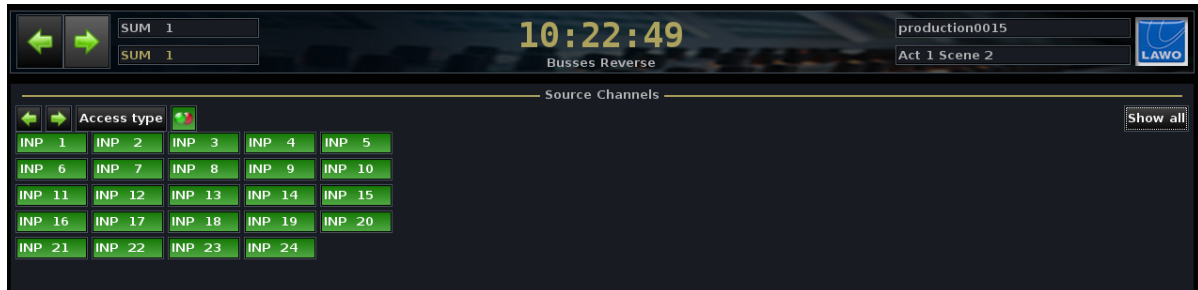 SUM 1
SUM 1
10:22:49
Busses Reverse
production0015
Act 1 Scene 2
LAWO
Source Channels
Access type
Show all
INP 1 INP 2 INP 3 INP 4 INP 5
INP 6 INP 7 INP 8 INP 9 INP 10
INP 11 INP 12 INP 13 INP 14 INP 15
INP 16 INP 17 INP 18 INP 19 INP 20
INP 21 INP 22 INP 23 INP 24